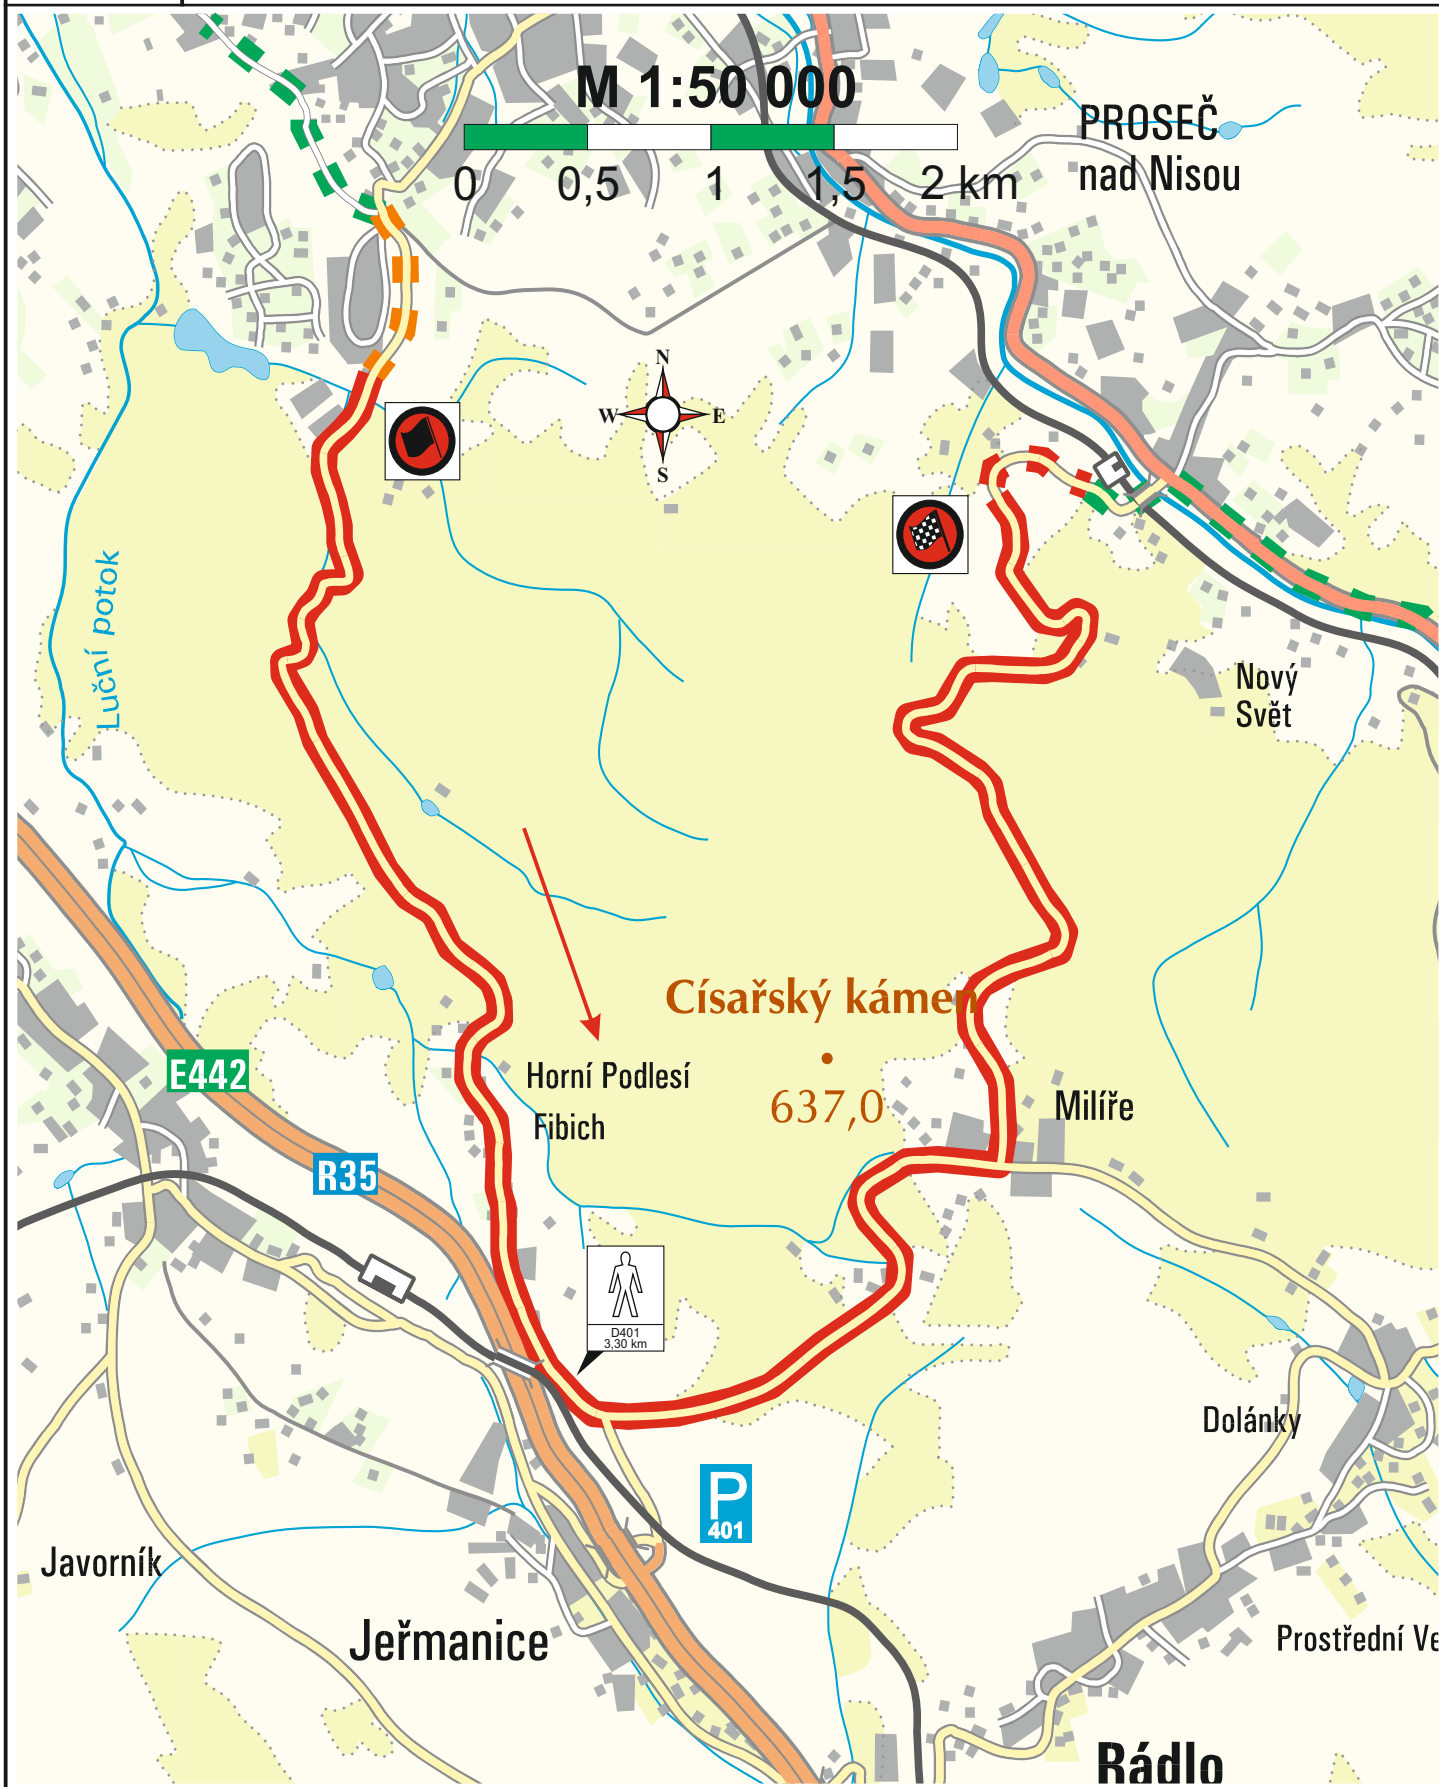 M 1:50 000
0 0,5 1 1,5 2 km
PROSEČ
nad Nisou
N
W E
S
Luční potok
Nový
Svět
Císařský kámen
637,0
Horní Podlesí
Fibich
E442
R35
Milíře
D401
3,30 km
Dolánky
P
401
Javorník
Jeřmanice
Prostřední Ve
Rádlo